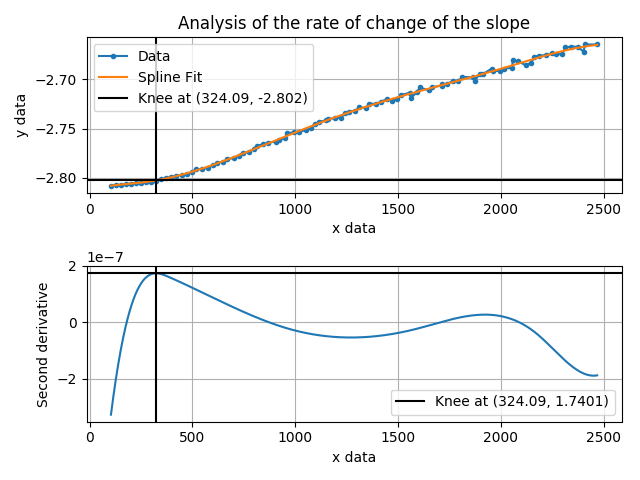 Analysis of the rate of change of the slope
Data
Spline Fit
Knee at (324.09, -2.802)
−2.70
−2.75
−2.80
y data
0
500
1000
1500
2000
2500
x data
1e−7
2
0
−2
Second derivative
Knee at (324.09, 1.7401)
0
500
1000
1500
2000
2500
x data